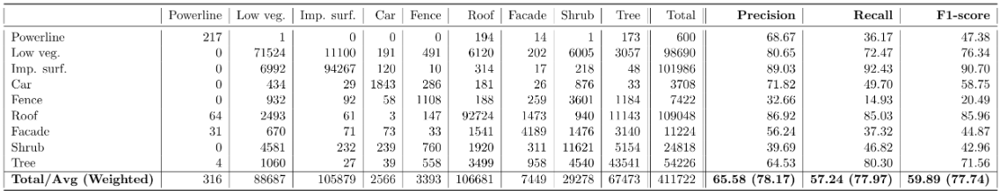 Powerline Low veg. Imp. surf. Car Fence Roof Facade Shrub Tree Total Precision Recall F1-score
Powerline 217 1 0 0 0 194 14 1 173 600 68.67 36.17 47.38
Low veg. 0 71524 11100 191 491 6120 202 6005 3057 98690 80.65 72.47 76.34
Imp. surf. 0 6992 94267 120 10 314 17 218 48 101986 89.03 92.43 90.70
Car 0 434 29 1843 286 181 26 876 33 3708 71.82 49.70 58.75
Fence 0 932 92 58 1108 188 259 3601 1184 7422 32.66 14.93 20.49
Roof 64 2493 61 3 147 92724 1473 940 11143 109048 86.92 85.03 85.96
Facade 31 670 71 73 33 1541 4189 1476 3140 11224 56.24 37.32 44.87
Shrub 0 4581 232 239 760 1920 311 11621 5154 24818 39.69 46.82 42.96
Tree 4 1060 27 39 558 3499 958 4540 43541 54226 64.53 80.30 71.56
Total/Avg (Weighted) 316 88687 105879 2566 3393 106681 7449 29278 67473 411722 65.58 (78.17) 57.24 (77.97) 59.89 (77.74)